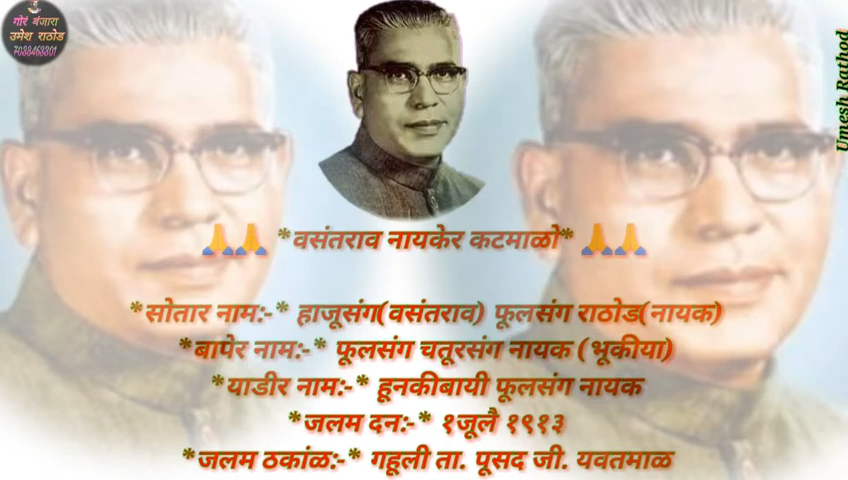 गोर बंजारा
उमेश राठोड
7038463301
Umesh Rathod
🙏🙏 *वसंतराव नायकेर कटमाळो* 🙏🙏
*सोतार नाम:-* हाजूसंग(वसंतराव) फूलसंग राठोड(नायक)
*बापेर नाम:-* फूलसंग चतूरसंग नायक (भूकीया)
*याडीर नाम:-* हूनकीबायी फूलसंग नायक
*जलम दन:-* १जूलै १९१३
*जलम ठकांळ:-* गहूली ता. पूसद जी. यवतमाळ